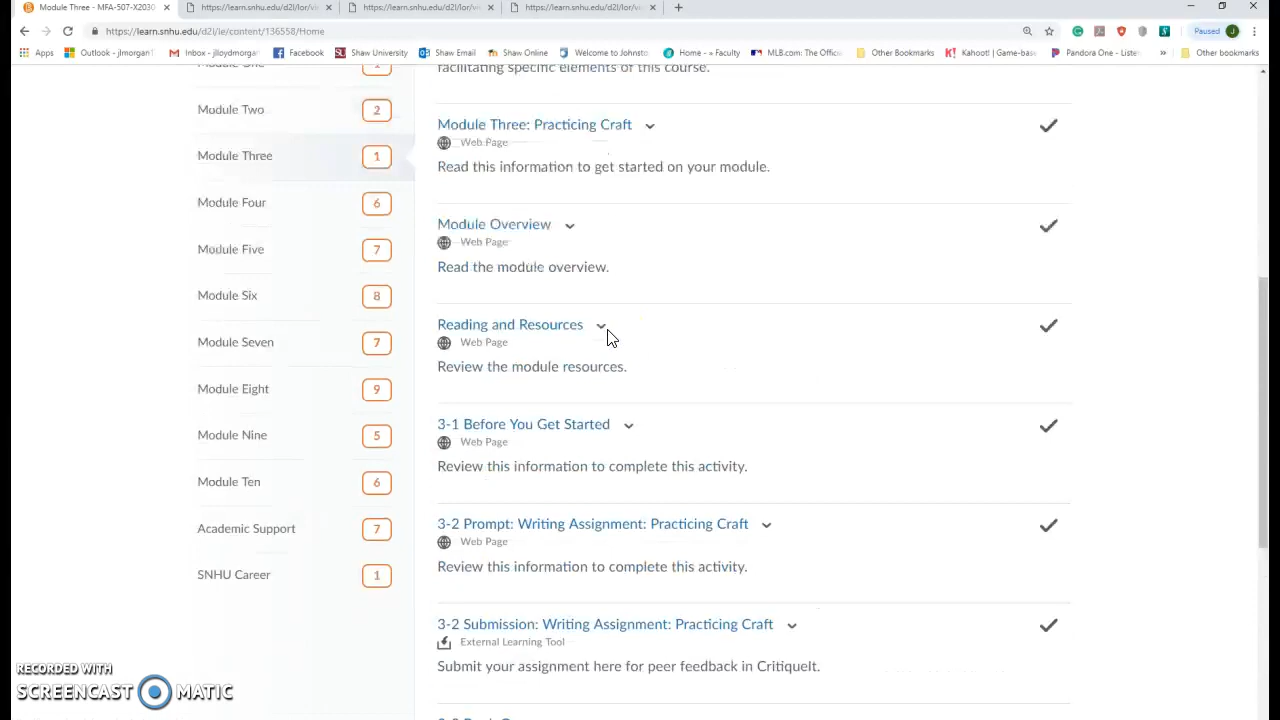 Module Three - MFA-507-X2030
https://learn.snhu.edu/d2l/lor/vie
https://learn.snhu.edu/d2l/lor/vi
https://learn.snhu.edu/d2l/lor/vi
https://learn.snhu.edu/d2l/le/content/136558/Home
Paused
Apps
Outlook - jlmorgan1
Inbox - jlloydmorgan
Facebook
Shaw University
Shaw Email
Shaw Online
Welcome to Johnsto
Home - « Faculty
MLB.com: The Offici
Other Bookmarks
Kahoot! | Game-base
Pandora One - Listen
»
Other bookmarks
facilitating specific elements of this course.
Module Two 2
Module Three 1
Module Four 6
Module Five 7
Module Six 8
Module Seven 7
Module Eight 9
Module Nine 5
Module Ten 6
Academic Support 7
SNHU Career 1
Module Three: Practicing Craft
Web Page
Read this information to get started on your module.
Module Overview
Web Page
Read the module overview.
Reading and Resources
Web Page
Review the module resources.
3-1 Before You Get Started
Web Page
Review this information to complete this activity.
3-2 Prompt: Writing Assignment: Practicing Craft
Web Page
Review this information to complete this activity.
3-2 Submission: Writing Assignment: Practicing Craft
External Learning Tool
Submit your assignment here for peer feedback in CritiqueIt.
RECORDED WITH
SCREENCAST MATIC